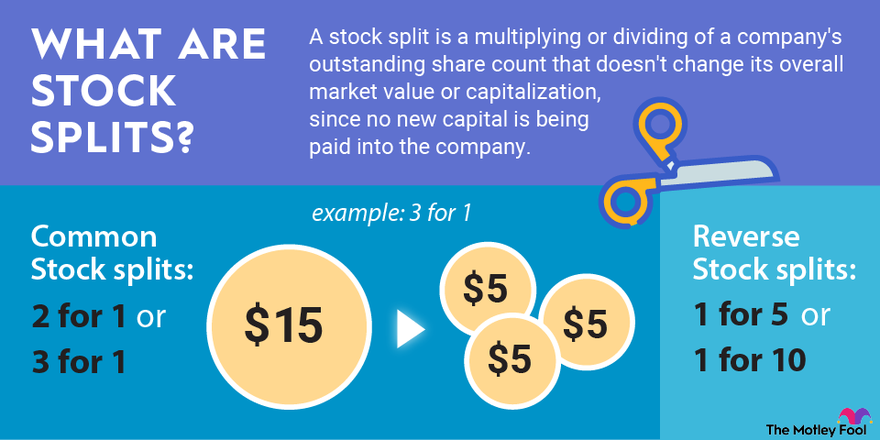 WHAT ARE
STOCK
SPLITS?
A stock split is a multiplying or dividing of a company's
outstanding share count that doesn't change its overall
market value or capitalization,
since no new capital is being
paid into the company.
example: 3 for 1
Common
Stock splits:
2 for 1 or
3 for 1
$15
$5
$5
$5
Reverse
Stock splits:
1 for 5 or
1 for 10
The Motley Fool